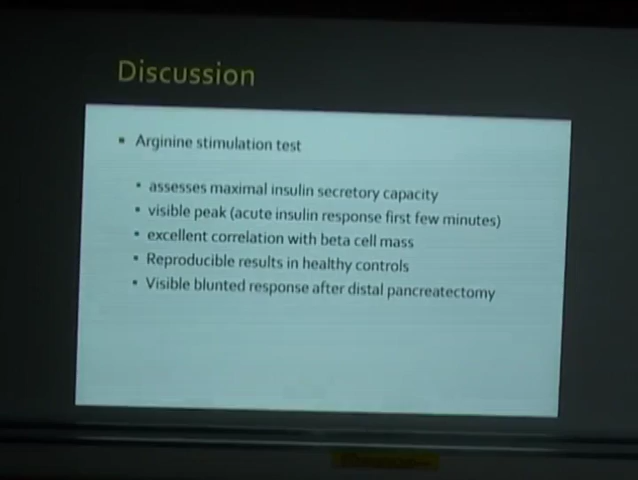 Discussion
▪ Arginine stimulation test
▪ assesses maximal insulin secretory capacity
▪ visible peak (acute insulin response first few minutes)
▪ excellent correlation with beta cell mass
▪ Reproducible results in healthy controls
▪ Visible blunted response after distal pancreatectomy